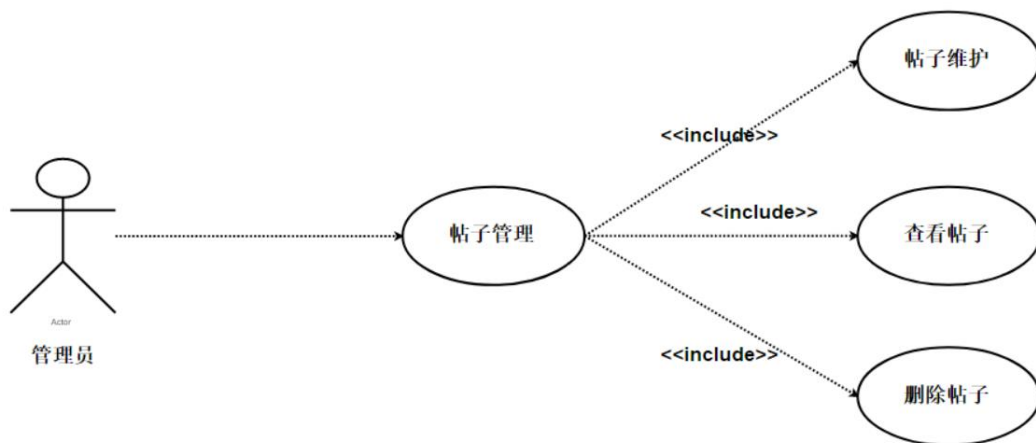 帖子维护
<<include>>
<<include>>
帖子管理
查看帖子
Actor
管理员
<<include>>
删除帖子